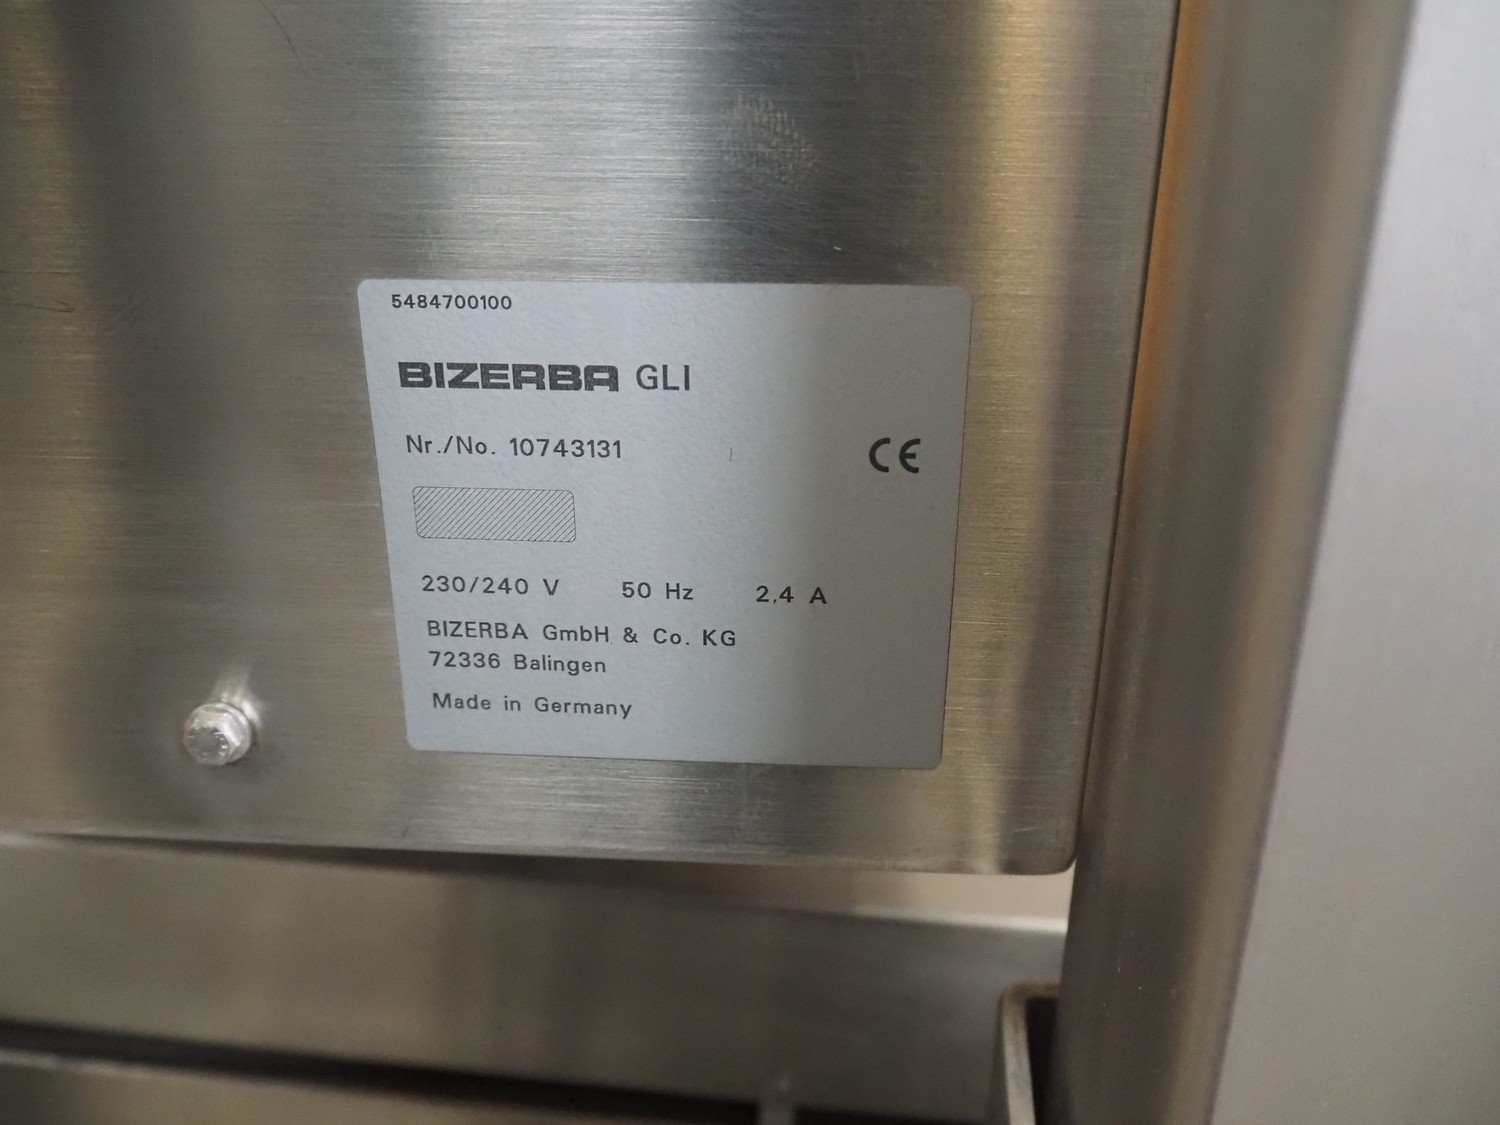 5484700100
BIZERBA GLI
Nr./No. 10743131
CE
230/240 V 50 Hz 2,4 A
BIZERBA GmbH & Co. KG
72336 Balingen
Made in Germany